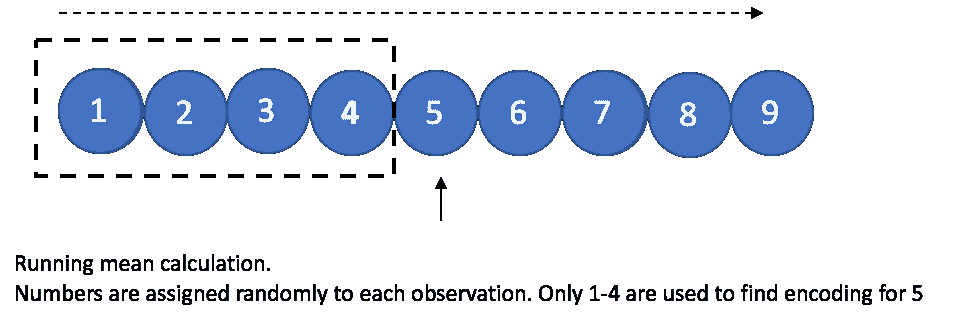 1 2 3 4 5 6 7 8 9
Running mean calculation.
Numbers are assigned randomly to each observation. Only 1-4 are used to find encoding for 5